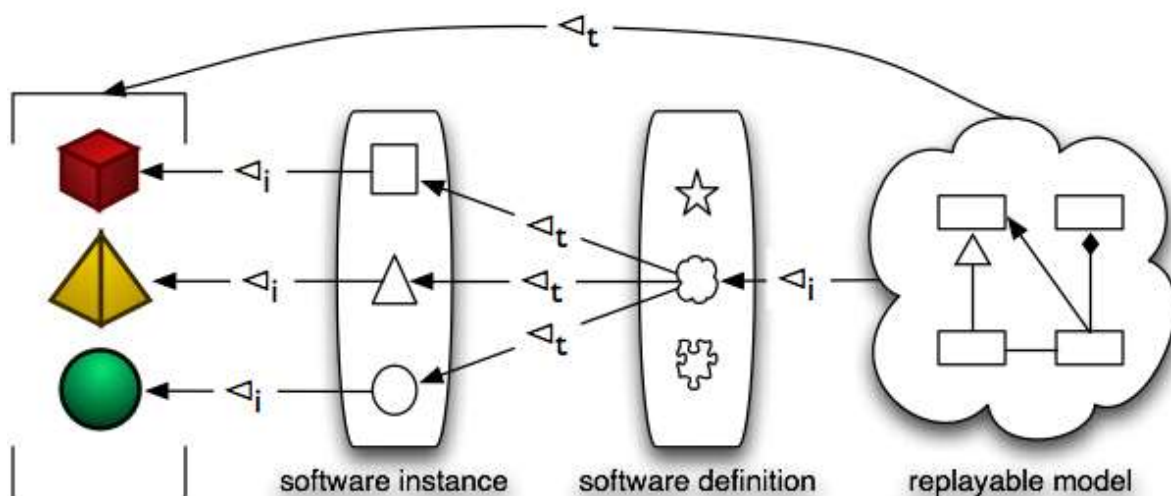 ◁t
◁i
◁t
◁i ◁t ◁i
◁t
◁i
software instance software definition replayable model